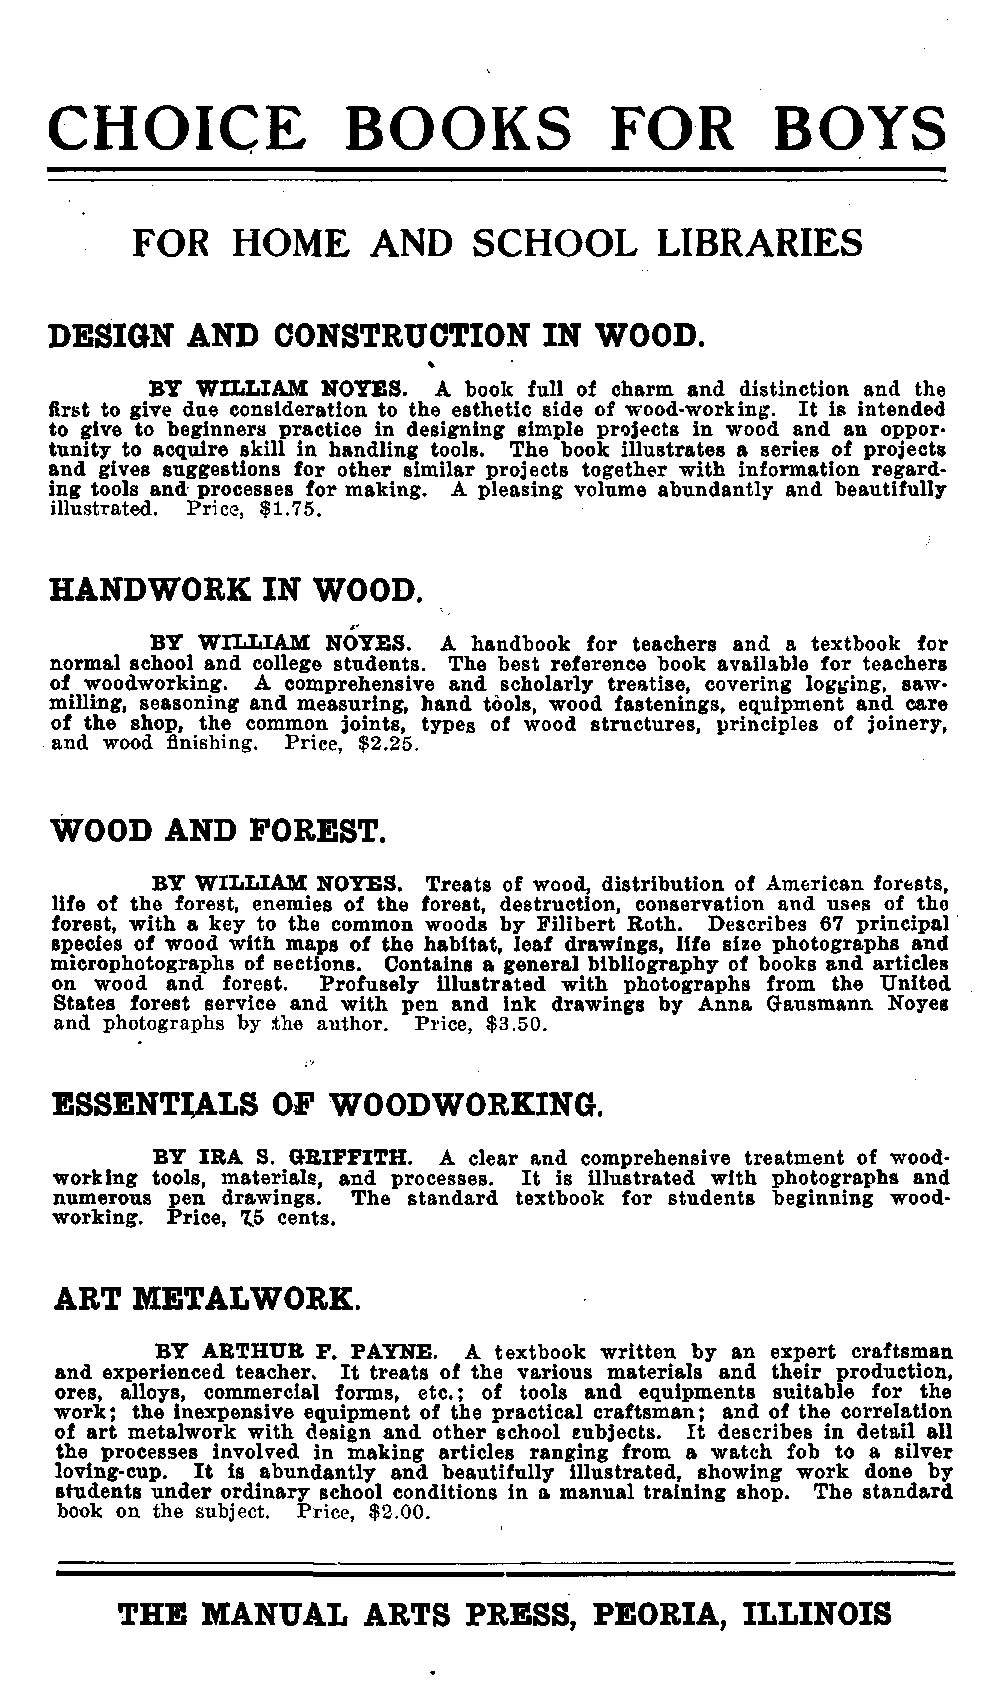 CHOICE BOOKS FOR BOYS
FOR HOME AND SCHOOL LIBRARIES
DESIGN AND CONSTRUCTION IN WOOD.
BY WILLIAM NOYES. A book full of charm and distinction and the
first to give due consideration to the esthetic side of wood-working. It is intended
to give to beginners practice in designing simple projects in wood and an oppor-
tunity to acquire skill in handling tools. The book illustrates a series of projects
and gives suggestions for other similar projects together with information regard-
ing tools and processes for making. A pleasing volume abundantly and beautifully
illustrated. Price, $1.75.
HANDWORK IN WOOD.
BY WILLIAM NOYES. A handbook for teachers and a textbook for
normal school and college students. The best reference book available for teachers
of woodworking. A comprehensive and scholarly treatise, covering logging, saw-
milling, seasoning and measuring, hand tools, wood fastenings, equipment and care
of the shop, the common joints, types of wood structures, principles of joinery,
and wood finishing. Price, $2.25.
WOOD AND FOREST.
BY WILLIAM NOYES. Treats of wood, distribution of American forests,
life of the forest, enemies of the forest, destruction, conservation and uses of the
forest, with a key to the common woods by Filibert Roth. Describes 67 principal
species of wood with maps of the habitat, leaf drawings, life size photographs and
microphotographs of sections. Contains a general bibliography of books and articles
on wood and forest. Profusely illustrated with photographs from the United
States forest service and with pen and ink drawings by Anna Gausmann Noyes
and photographs by the author. Price, $3.50.
ESSENTIALS OF WOODWORKING.
BY IRA S. GRIFFITH. A clear and comprehensive treatment of wood-
working tools, materials, and processes. It is illustrated with photographs and
numerous pen drawings. The standard textbook for students beginning wood-
working. Price, 75 cents.
ART METALWORK.
BY ARTHUR F. PAYNE. A textbook written by an expert craftsman
and experienced teacher. It treats of the various materials and their production,
ores, alloys, commercial forms, etc.; of tools and equipments suitable for the
work; the inexpensive equipment of the practical craftsman; and of the correlation
of art metalwork with design and other school subjects. It describes in detail all
the processes involved in making articles ranging from a watch fob to a silver
loving-cup. It is abundantly and beautifully illustrated, showing work done by
students under ordinary school conditions in a manual training shop. The standard
book on the subject. Price, $2.00.
THE MANUAL ARTS PRESS, PEORIA, ILLINOIS